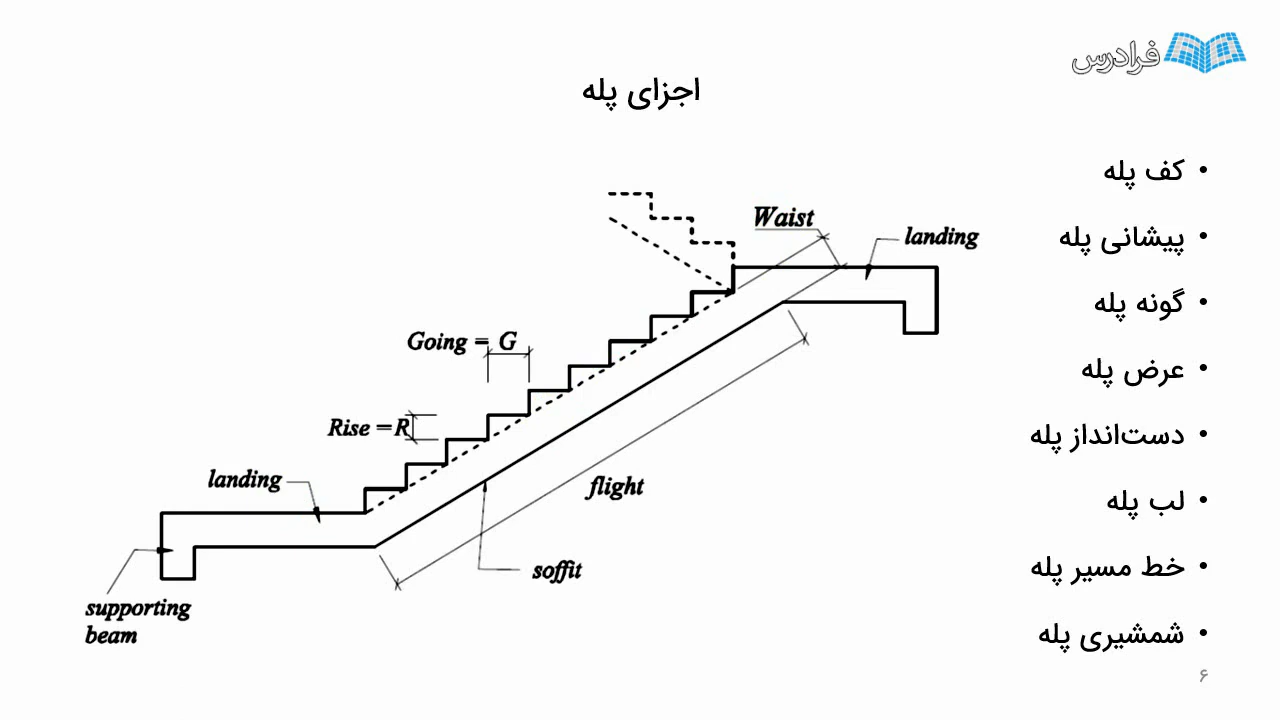 فرادرس
اجزای پله
• کف پله
• پیشانی پله
• گونه پله
• عرض پله
• دست‌انداز پله
• لب پله
• خط مسیر پله
• شمشیری پله
Waist
landing
Going = G
Rise = R
landing
flight
soffit
supporting
beam
۶